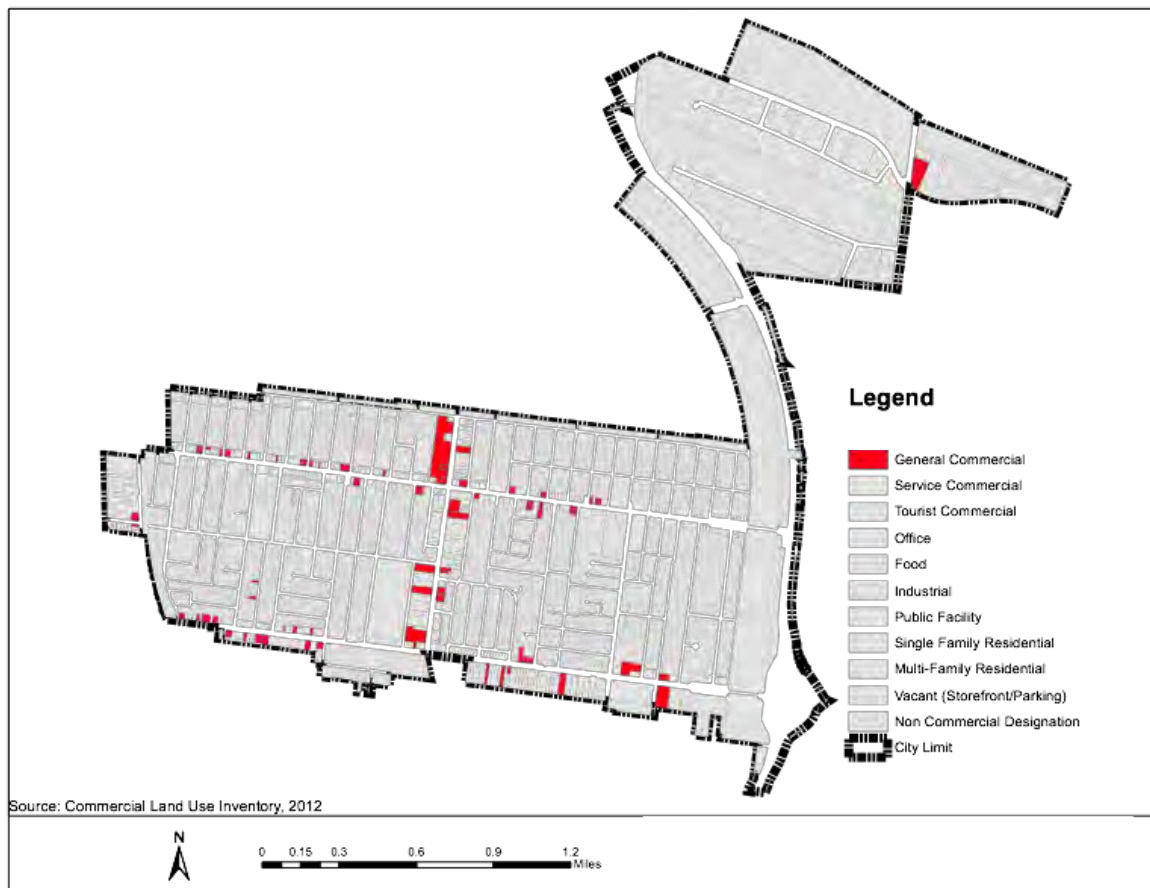 Legend
General Commercial
Service Commercial
Tourist Commercial
Office
Food
Industrial
Public Facility
Single Family Residential
Multi-Family Residential
Vacant (Storefront/Parking)
Non Commercial Designation
City Limit
Source: Commercial Land Use Inventory, 2012
N
0 0.15 0.3 0.6 0.9 1.2
Miles